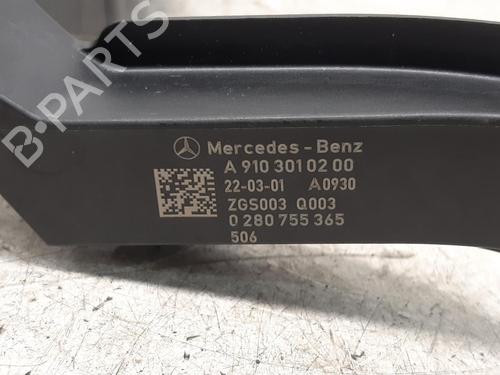 B-PARTS
Mercedes-Benz
A 910 301 02 00
22-03-01 A0930
ZGS003 Q003
0 280 755 365
506